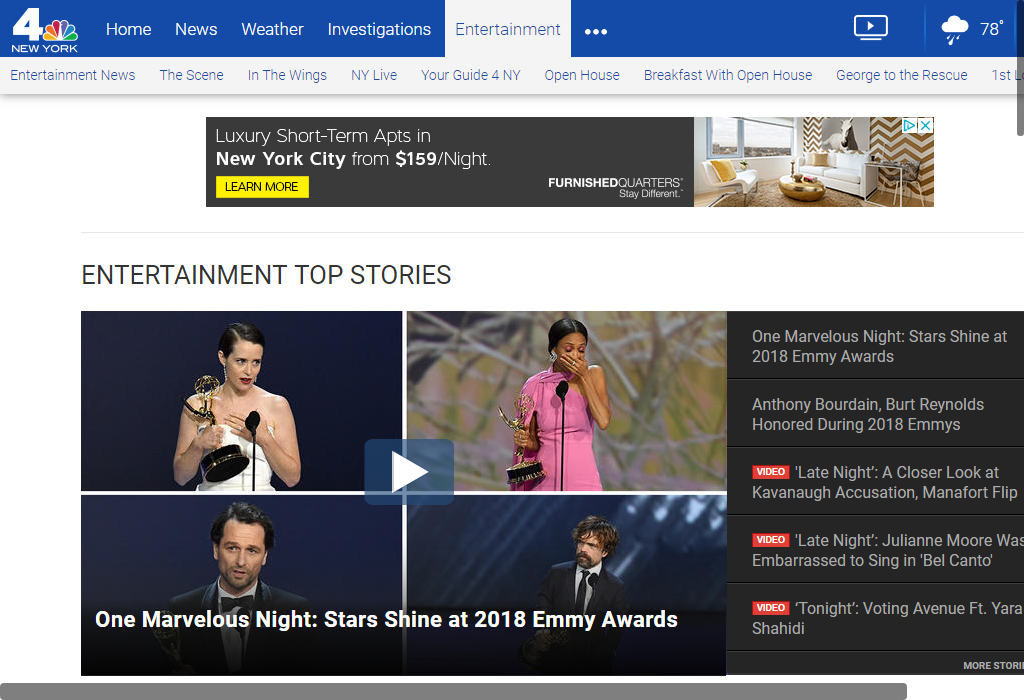 4
NEW YORK
Home
News
Weather
Investigations
Entertainment
78°
Entertainment News
The Scene
In The Wings
NY Live
Your Guide 4 NY
Open House
Breakfast With Open House
George to the Rescue
1st L
Luxury Short-Term Apts in
New York City from $159/Night.
LEARN MORE
FURNISHEDQUARTERS
Stay Different.
ENTERTAINMENT TOP STORIES
One Marvelous Night: Stars Shine at 2018 Emmy Awards
One Marvelous Night: Stars Shine at
2018 Emmy Awards
Anthony Bourdain, Burt Reynolds
Honored During 2018 Emmys
VIDEO 'Late Night': A Closer Look at
Kavanaugh Accusation, Manafort Flip
VIDEO 'Late Night': Julianne Moore Was
Embarrassed to Sing in 'Bel Canto'
VIDEO 'Tonight': Voting Avenue Ft. Yara
Shahidi
MORE STORI